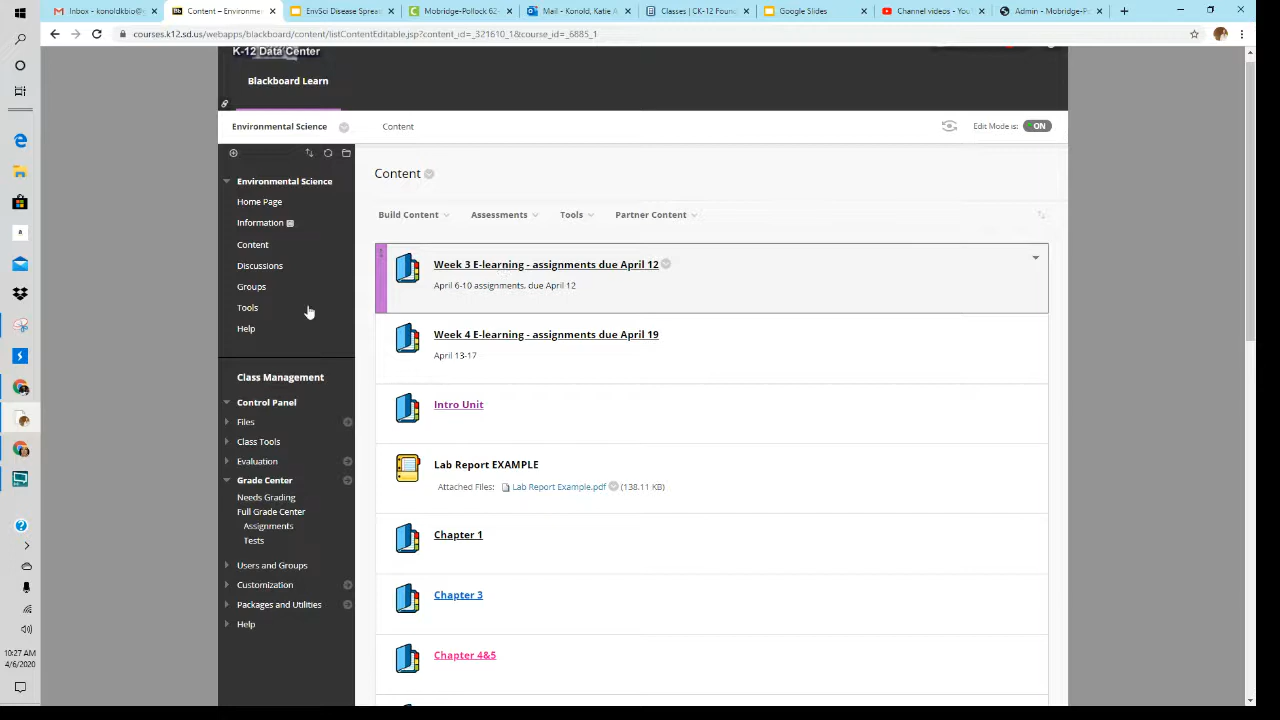 Inbox - konoldkbio@g
Content – Environmen
EnvSci Disease Sprea
Mobridge-Pollock 62-
Mail - Konold, Katie A
Classes | CK-12 Foun
Google Slides
Channel videos - You
Admin - Mobridge-Po
courses.k12.sd.us/webapps/blackboard/content/listContentEditable.jsp?content_id=_321610_1&course_id=_6885_1
K-12 Data Center
Blackboard Learn
Environmental Science
Content
Edit Mode is: ON
Environmental Science
Home Page
Information
Content
Discussions
Groups
Tools
Help
Class Management
Control Panel
Files
Class Tools
Evaluation
Grade Center
Needs Grading
Full Grade Center
Assignments
Tests
Users and Groups
Customization
Packages and Utilities
Help
Content
Build Content Assessments Tools Partner Content
Week 3 E-learning - assignments due April 12
April 6-10 assignments. due April 12
Week 4 E-learning - assignments due April 19
April 13-17
Intro Unit
Lab Report EXAMPLE
Attached Files: Lab Report Example.pdf (138.11 KB)
Chapter 1
Chapter 3
Chapter 4&5
10:27 AM
4/6/2020